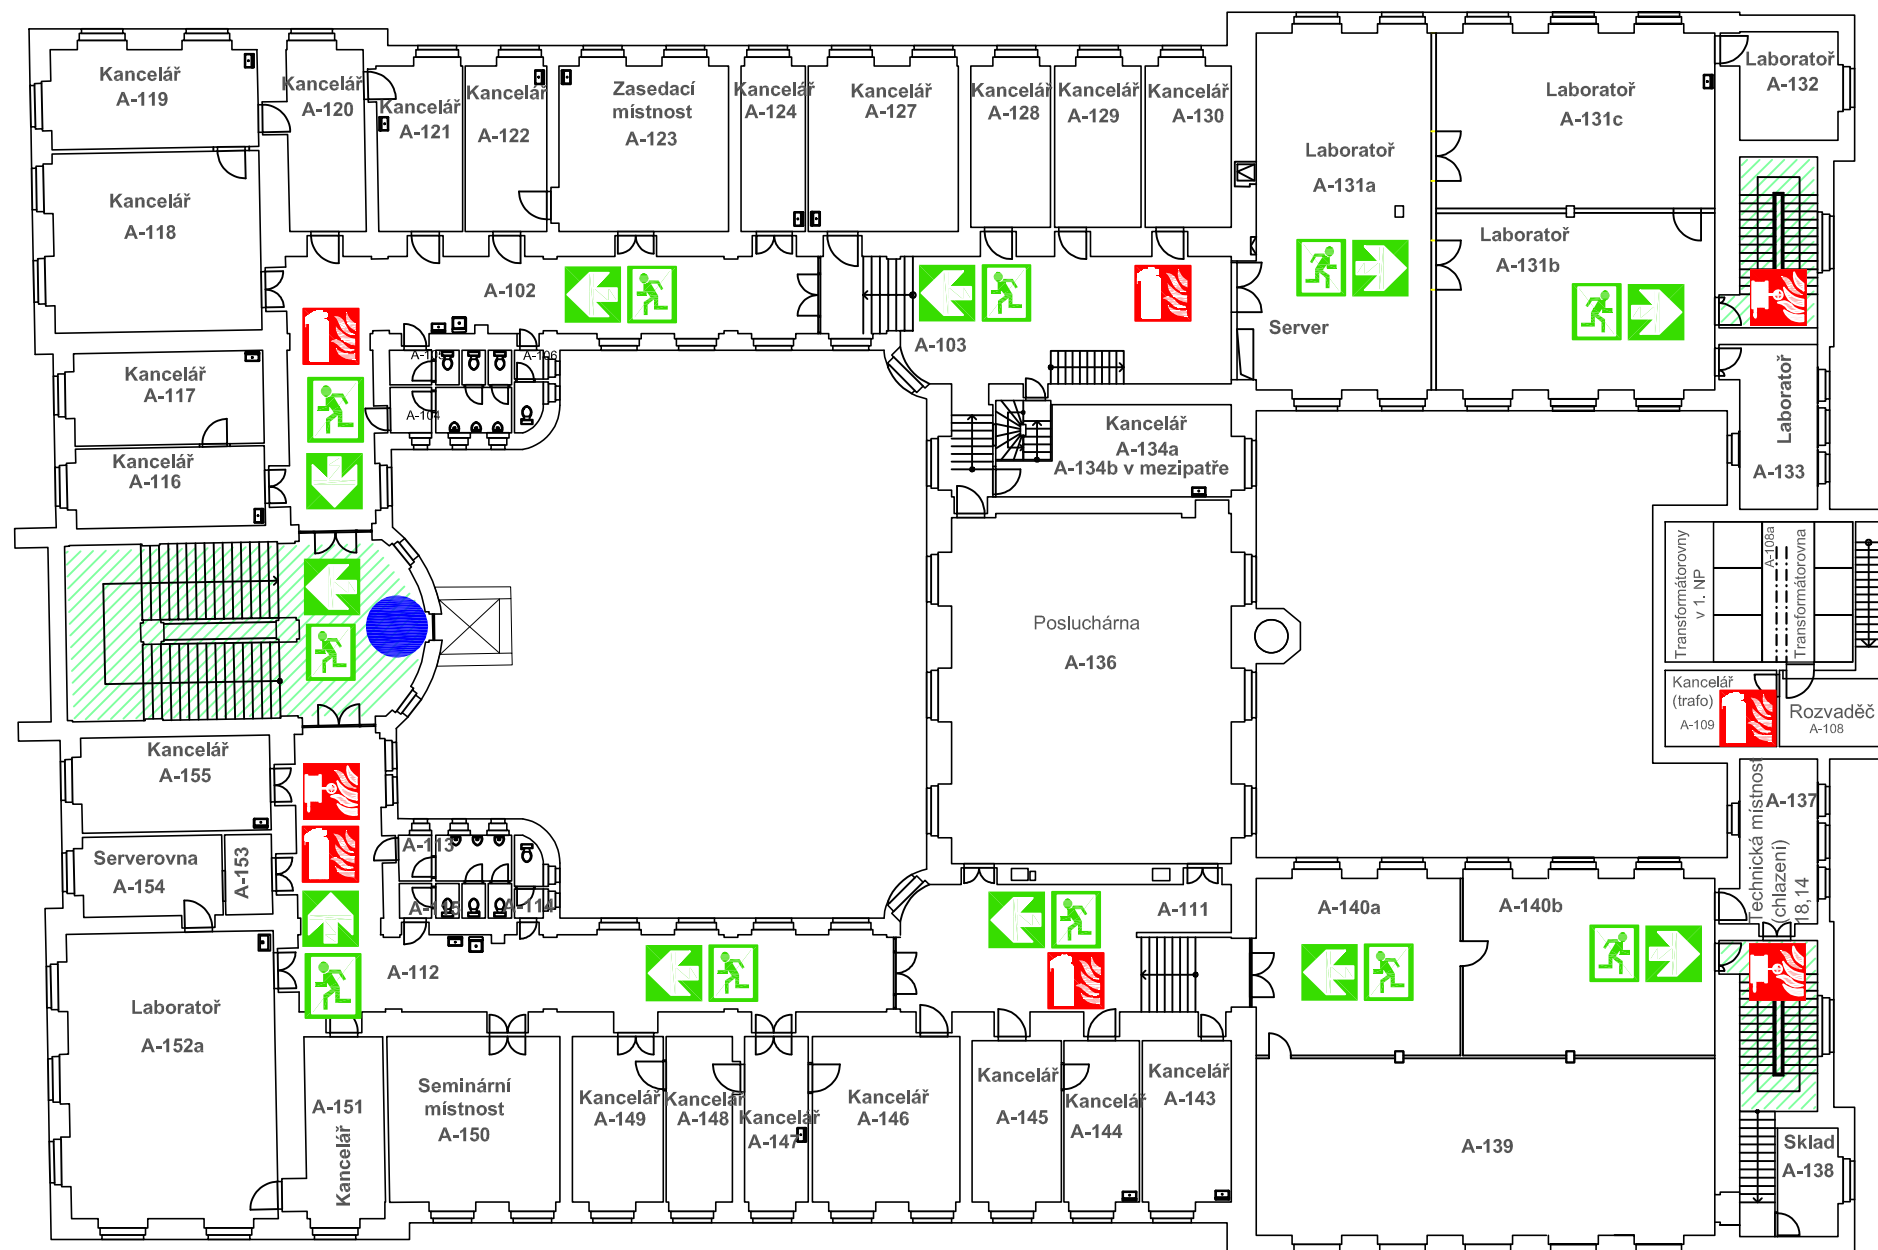 Kancelář
A-119
Kancelář
A-120
Kancelář
A-121
Kancelář
A-122
Zasedací
místnost
A-123
Kancelář
A-124
Kancelář
A-127
Kancelář
A-128
Kancelář
A-129
Kancelář
A-130
Laboratoř
A-131a
Laboratoř
A-131c
Laboratoř
A-132
Kancelář
A-118
A-102
Laboratoř
A-131b
Server
A-103
Kancelář
A-117
A-105
A-106
A-104
Kancelář
A-116
Kancelář
A-134a
A-134b v mezipatře
Laboratoř
A-133
Transformátorovny
v 1. NP
A-108a
Transformátorovna
Posluchárna
A-136
Kancelář
(trafo)
A-109
Rozvaděč
A-108
Kancelář
A-155
Serverovna
A-154
A-153
A-113
A-115
A-114
A-137
Technická místnost
(chlazení)
18,14
A-111
A-140a
A-140b
A-112
Laboratoř
A-152a
A-151
Kancelář
Seminární
místnost
A-150
Kancelář
A-149
Kancelář
A-148
Kancelář
A-147
Kancelář
A-146
Kancelář
A-145
Kancelář
A-144
Kancelář
A-143
A-139
Sklad
A-138